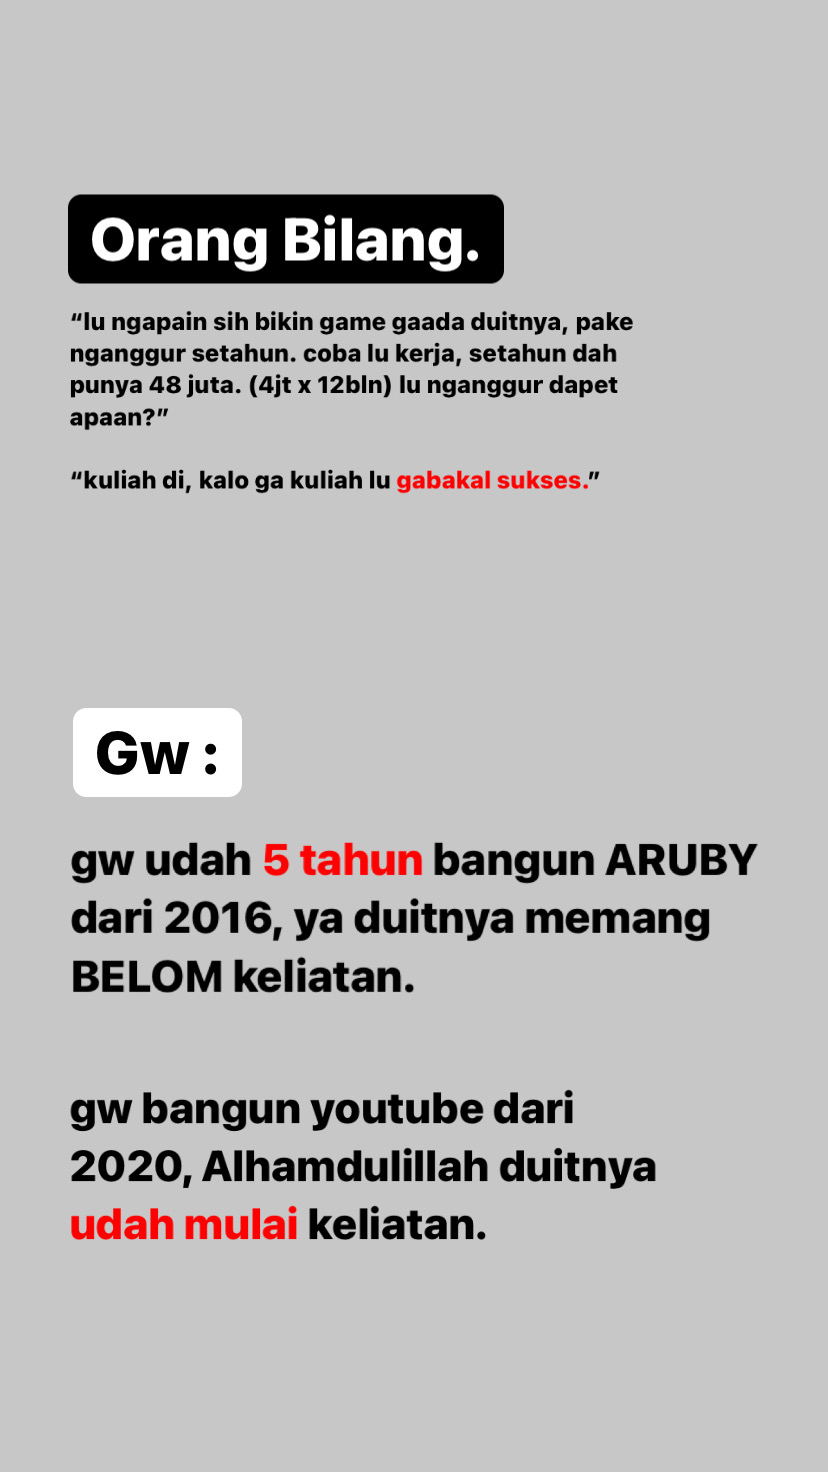 Orang Bilang.
“lu ngapain sih bikin game gaada duitnya, pake
nganggur setahun. coba lu kerja, setahun dah
punya 48 juta. (4jt x 12bln) lu nganggur dapet
apaan?”
“kuliah di, kalo ga kuliah lu gabakal sukses.”
Gw :
gw udah 5 tahun bangun ARUBY
dari 2016, ya duitnya memang
BELOM keliatan.
gw bangun youtube dari
2020, Alhamdulillah duitnya
udah mulai keliatan.